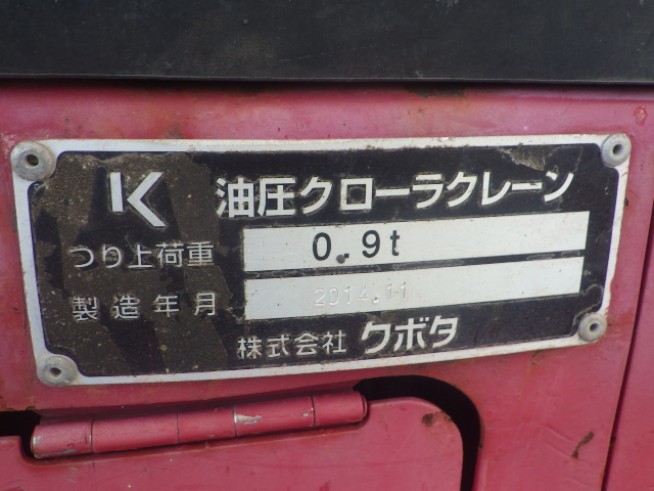 K 油圧クローラクレーン
つり上荷重 0.9t
製造年月 2014.11
株式会社 クボタ